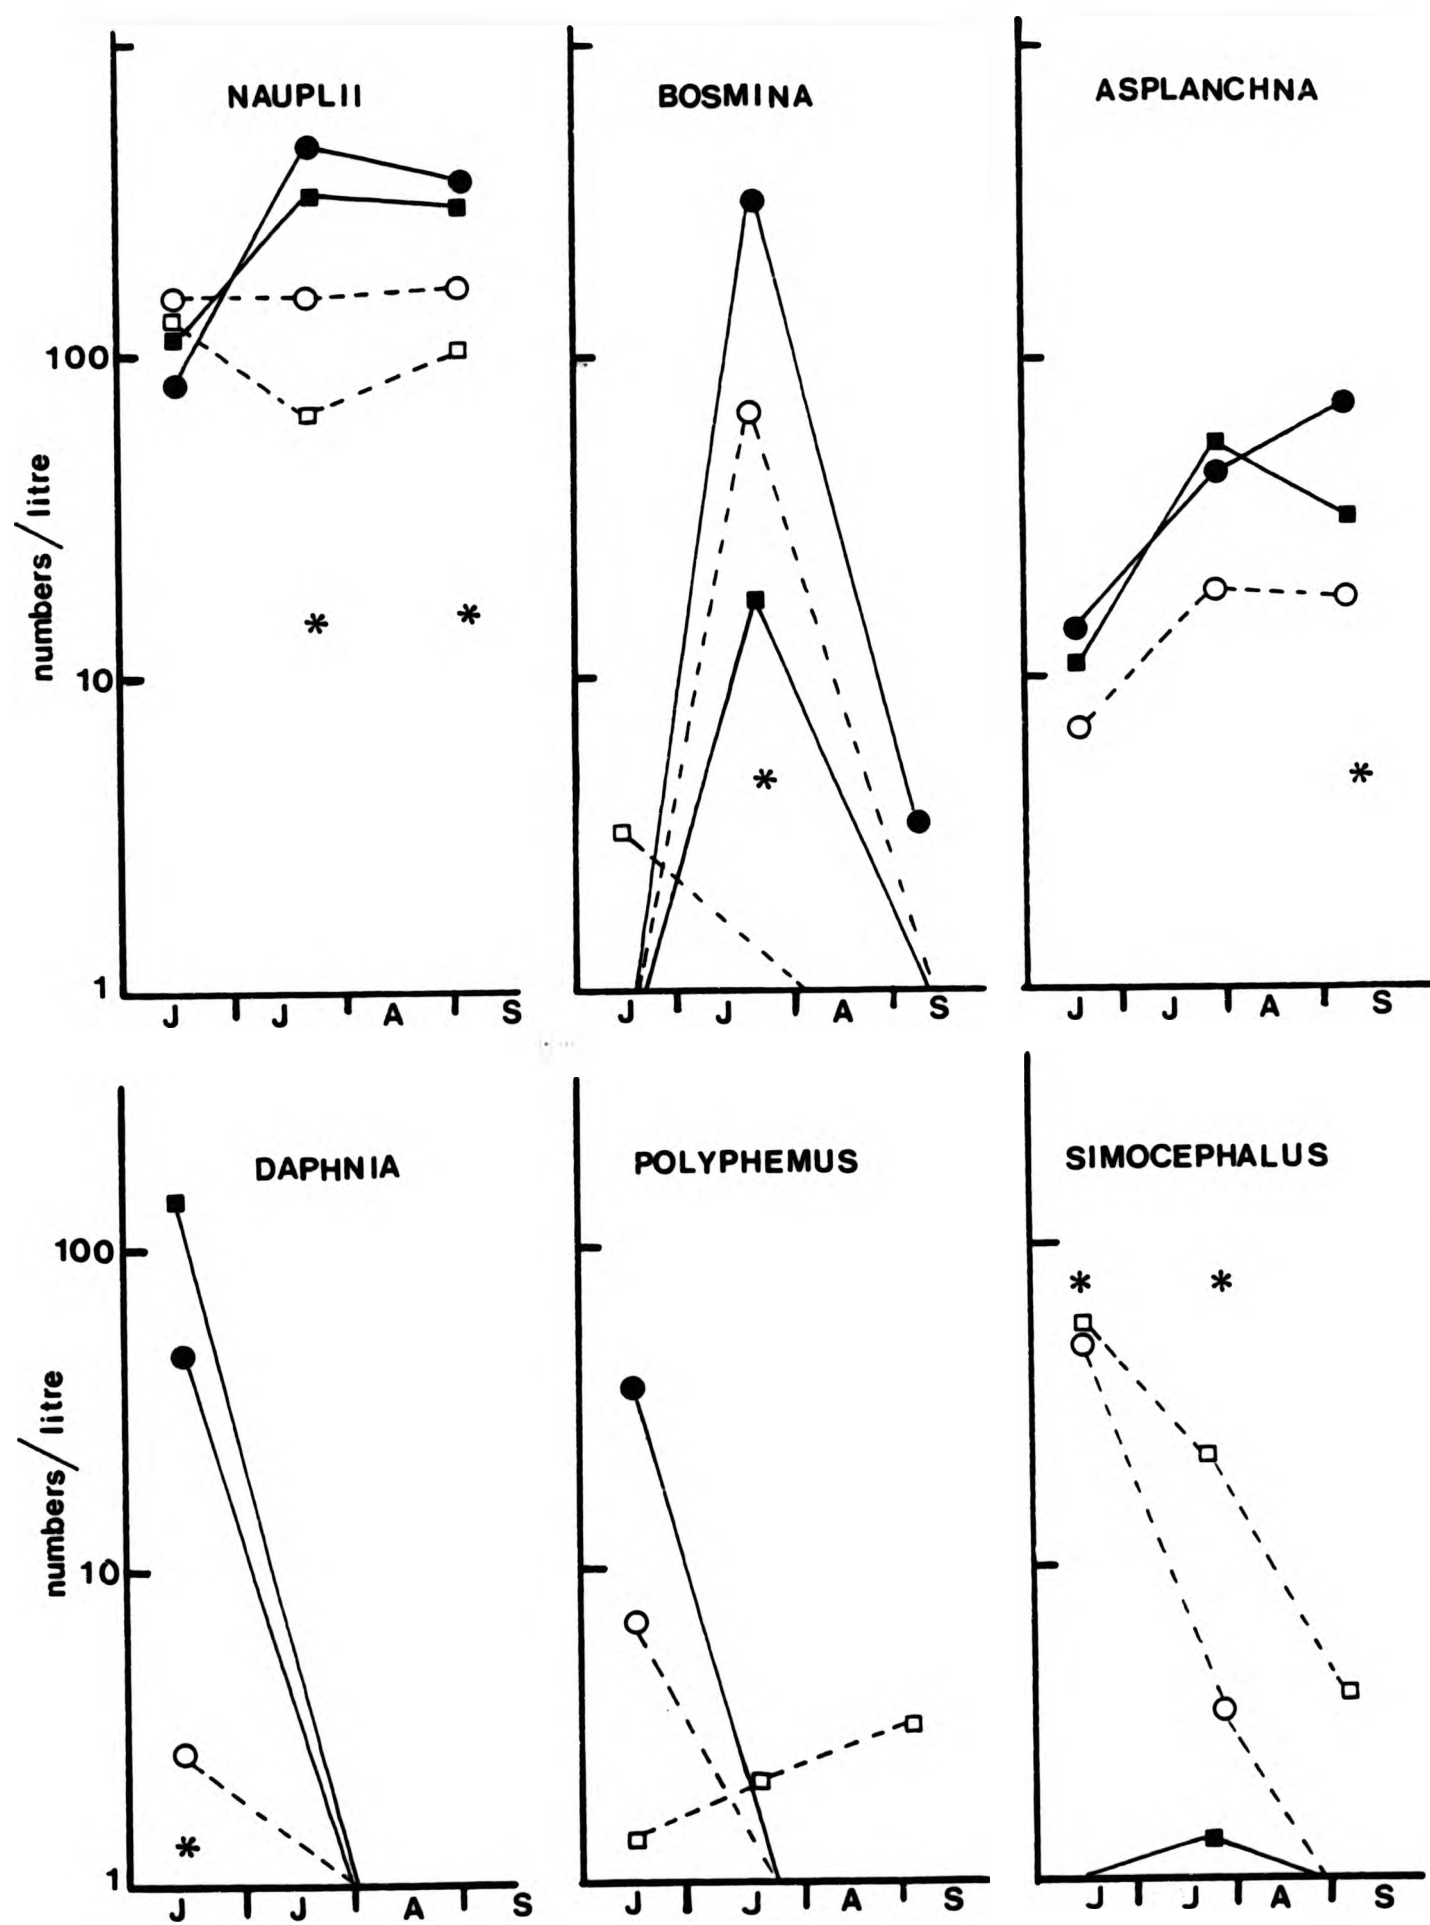 NAUPLII
BOSMINA
ASPLANCHNA
numbers/litre
100
10
1
J J A S
J J A S
J J A S
DAPHNIA
POLYPHEMUS
SIMOCEPHALUS
numbers/litre
100
10
1
J J A S
J J A S
J J A S